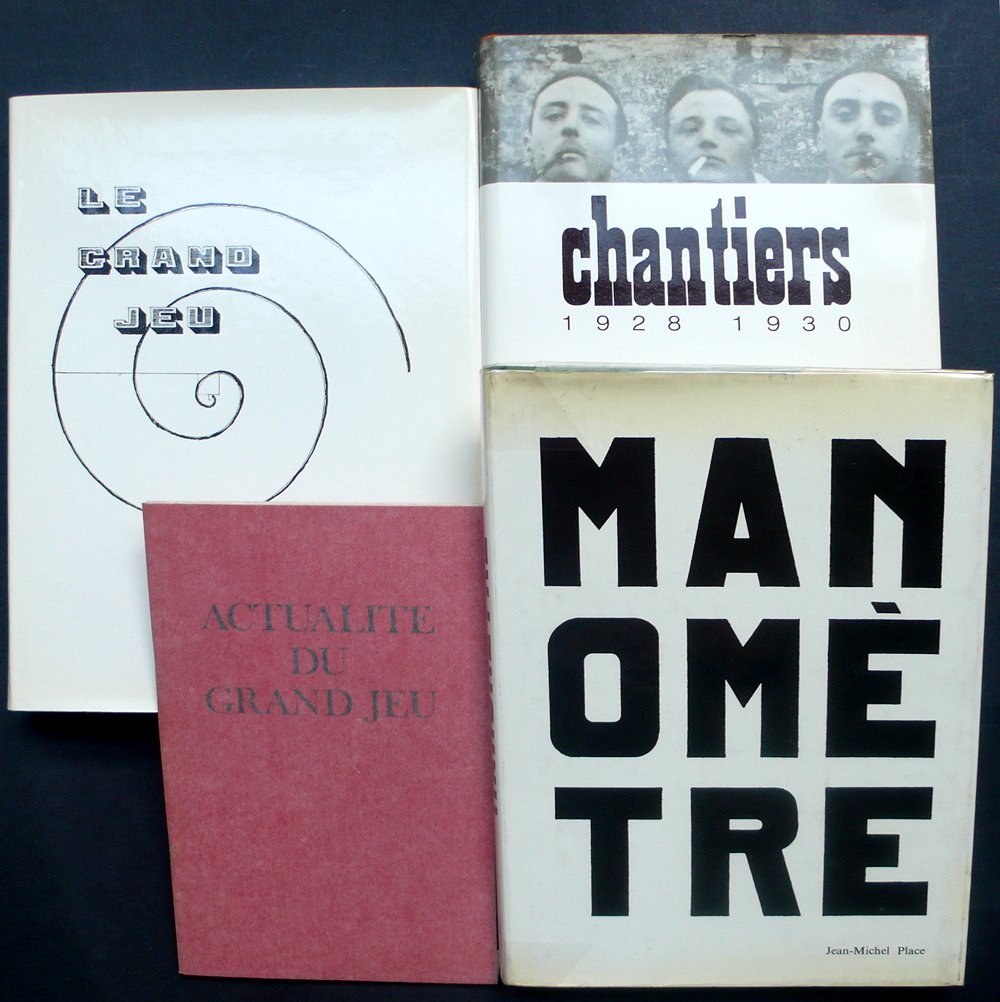 LE
GRAND
JEU
chantiers
1928 1930
ACTUALITE
DU
GRAND JEU
MAN
OMÈ
TRE
Jean-Michel Place